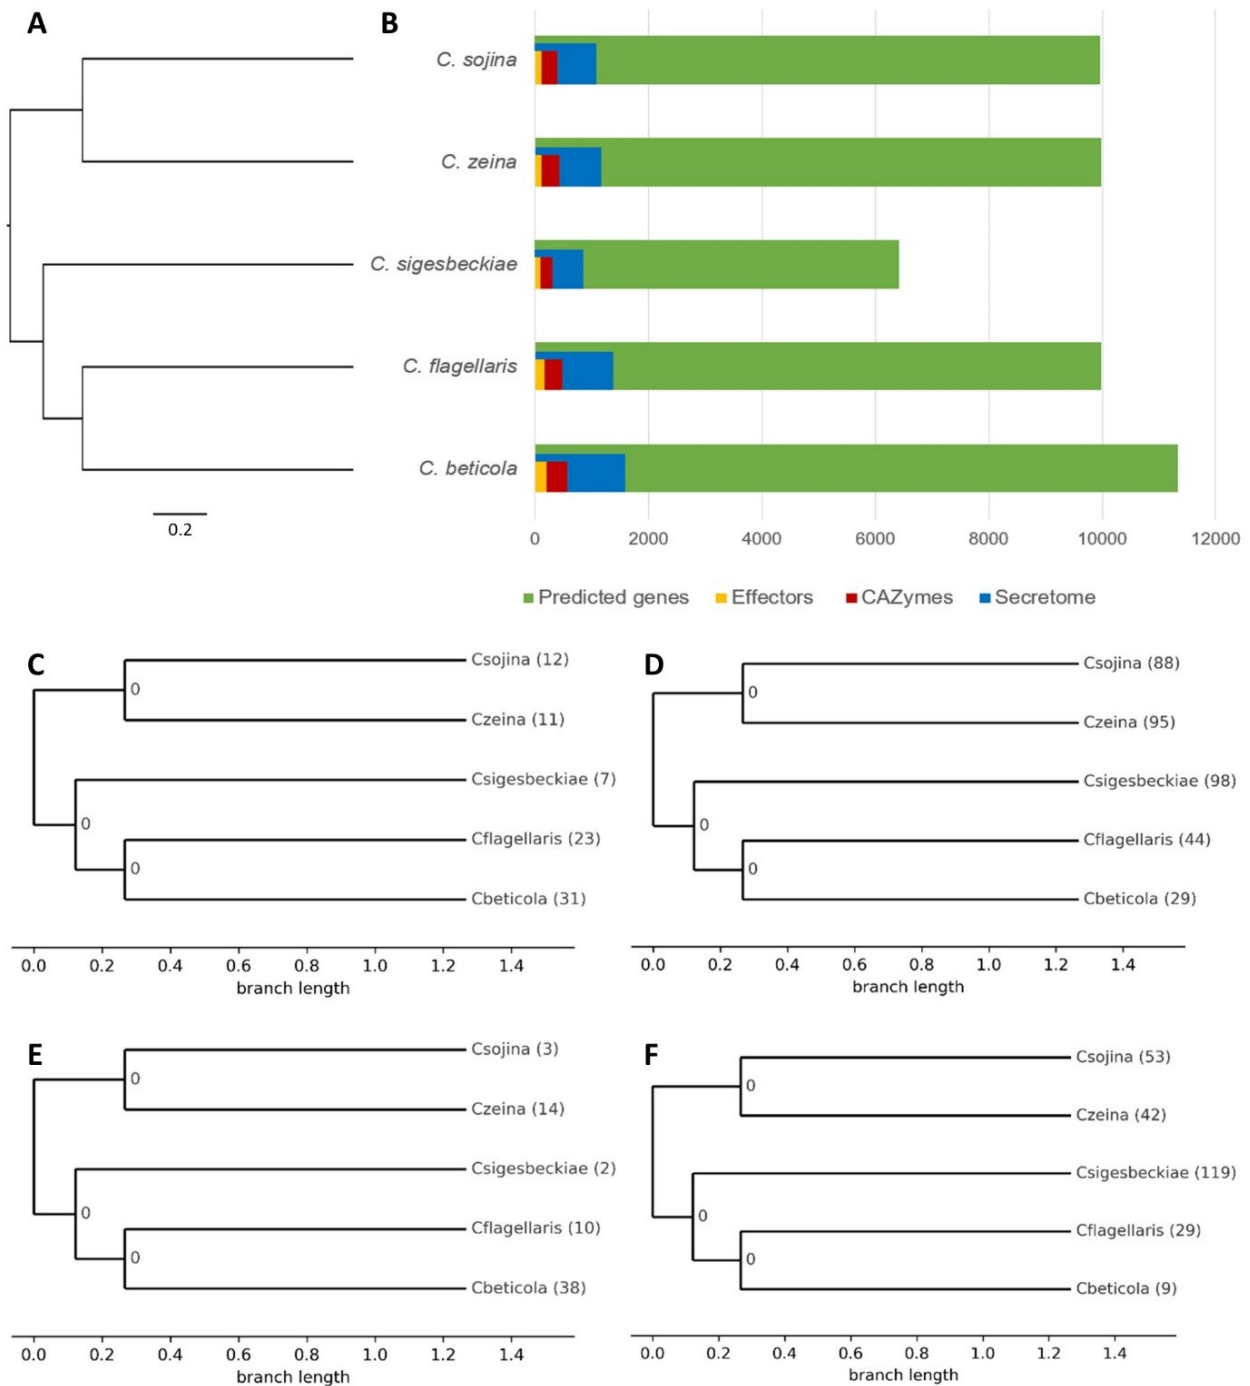 A
B
C. sojina
C. zeina
C. sigesbeckiae
C. flagellaris
C. beticola
0.2
0 2000 4000 6000 8000 10000 12000
Predicted genes Effectors CAZymes Secretome
C
Csojina (12)
0
Czeina (11)
Csigesbeckiae (7)
0
Cflagellaris (23)
0
Cbeticola (31)
0.0 0.2 0.4 0.6 0.8 1.0 1.2 1.4
branch length
D
Csojina (88)
0
Czeina (95)
Csigesbeckiae (98)
0
Cflagellaris (44)
0
Cbeticola (29)
0.0 0.2 0.4 0.6 0.8 1.0 1.2 1.4
branch length
E
Csojina (3)
0
Czeina (14)
Csigesbeckiae (2)
0
Cflagellaris (10)
0
Cbeticola (38)
0.0 0.2 0.4 0.6 0.8 1.0 1.2 1.4
branch length
F
Csojina (53)
0
Czeina (42)
Csigesbeckiae (119)
0
Cflagellaris (29)
0
Cbeticola (9)
0.0 0.2 0.4 0.6 0.8 1.0 1.2 1.4
branch length